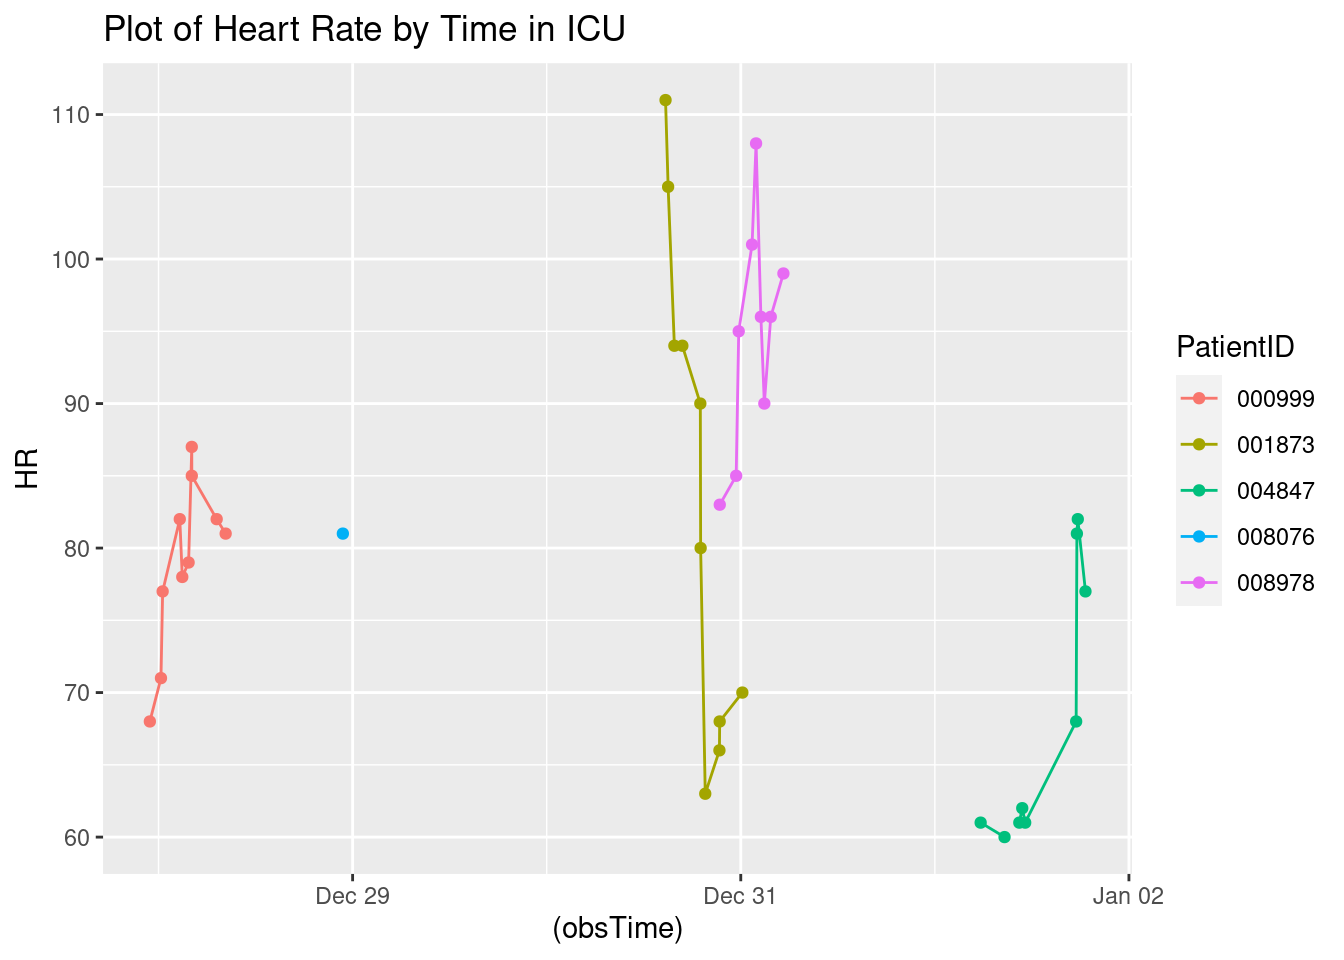 Plot of Heart Rate by Time in ICU
110
100
90
80
70
60
HR
Dec 29
Dec 31
Jan 02
(obsTime)
PatientID
000999
001873
004847
008076
008978